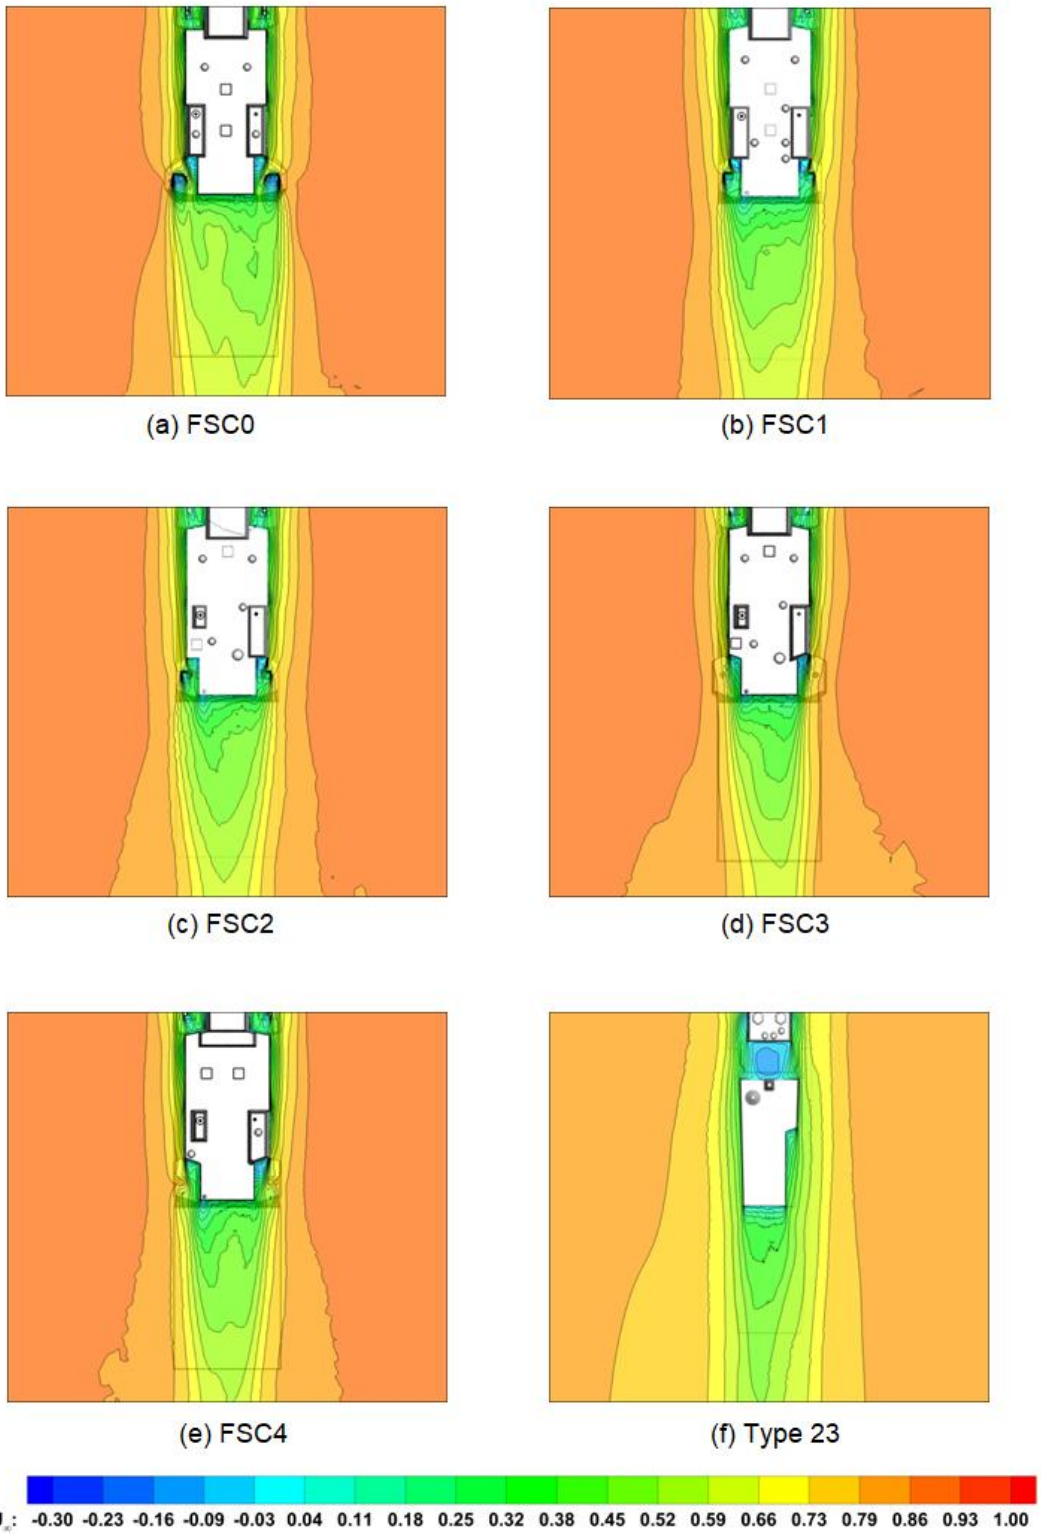 (a) FSC0
(b) FSC1
(c) FSC2
(d) FSC3
(e) FSC4
(f) Type 23
-0.30 -0.23 -0.16 -0.09 -0.03 0.04 0.11 0.18 0.25 0.32 0.38 0.45 0.52 0.59 0.66 0.73 0.79 0.86 0.93 1.00